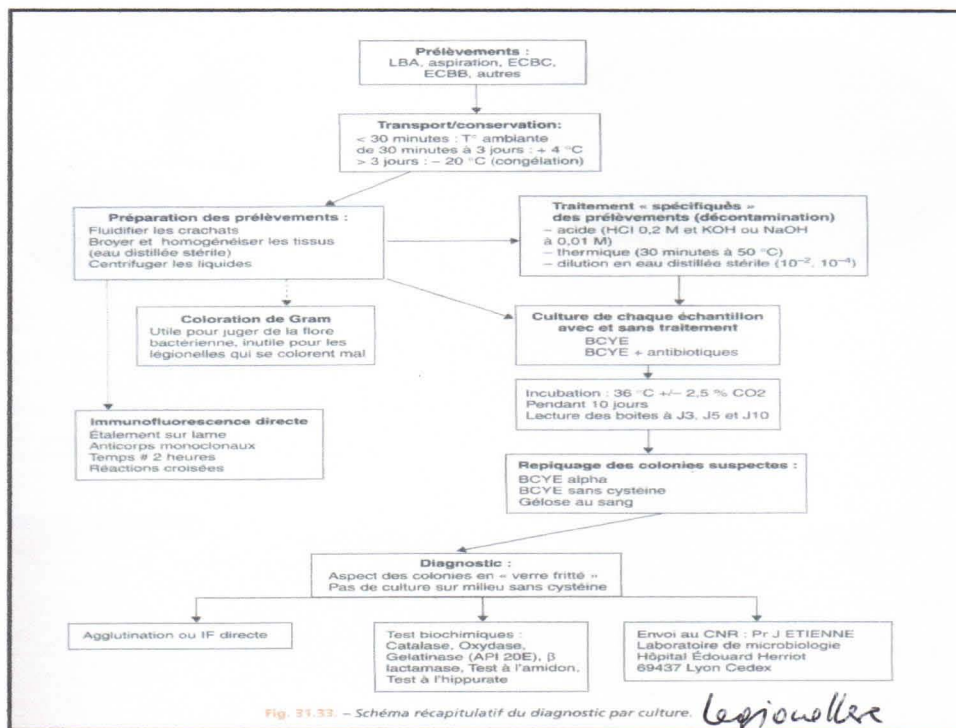 Prélèvements :
LBA, aspiration, ECBC,
ECBB, autres
Transport/conservation:
< 30 minutes : T° ambiante
de 30 minutes à 3 jours : + 4 °C
> 3 jours : – 20 °C (congélation)
Préparation des prélèvements :
Fluidifier les crachats
Broyer et homogénéiser les tissus
(eau distillée stérile)
Centrifuger les liquides
Traitement « spécifiques »
des prélèvements (décontamination)
– acide (HCl 0,2 M et KOH ou NaOH
à 0,01 M)
– thermique (30 minutes à 50 °C)
– dilution en eau distillée stérile (10⁻², 10⁻⁴)
Coloration de Gram
Utile pour juger de la flore
bactérienne, inutile pour les
légionelles qui se colorent mal
Culture de chaque échantillon
avec et sans traitement
BCYE
BCYE + antibiotiques
Incubation : 36 °C +/– 2,5 % CO2
Pendant 10 jours
Lecture des boites à J3, J5 et J10
Immunofluorescence directe
Étalement sur lame
Anticorps monoclonaux
Temps # 2 heures
Réactions croisées
Repiquage des colonies suspectes :
BCYE alpha
BCYE sans cystéine
Gélose au sang
Diagnostic :
Aspect des colonies en « verre fritté »
Pas de culture sur milieu sans cystéine
Agglutination ou IF directe
Test biochimiques :
Catalase, Oxydase,
Gelatinase (API 20E), β
lactamase, Test à l'amidon,
Test à l'hippurate
Envoi au CNR : Pr J ETIENNE
Laboratoire de microbiologie
Hôpital Édouard Herriot
69437 Lyon Cedex
Fig. 31.33. – Schéma récapitulatif du diagnostic par culture.